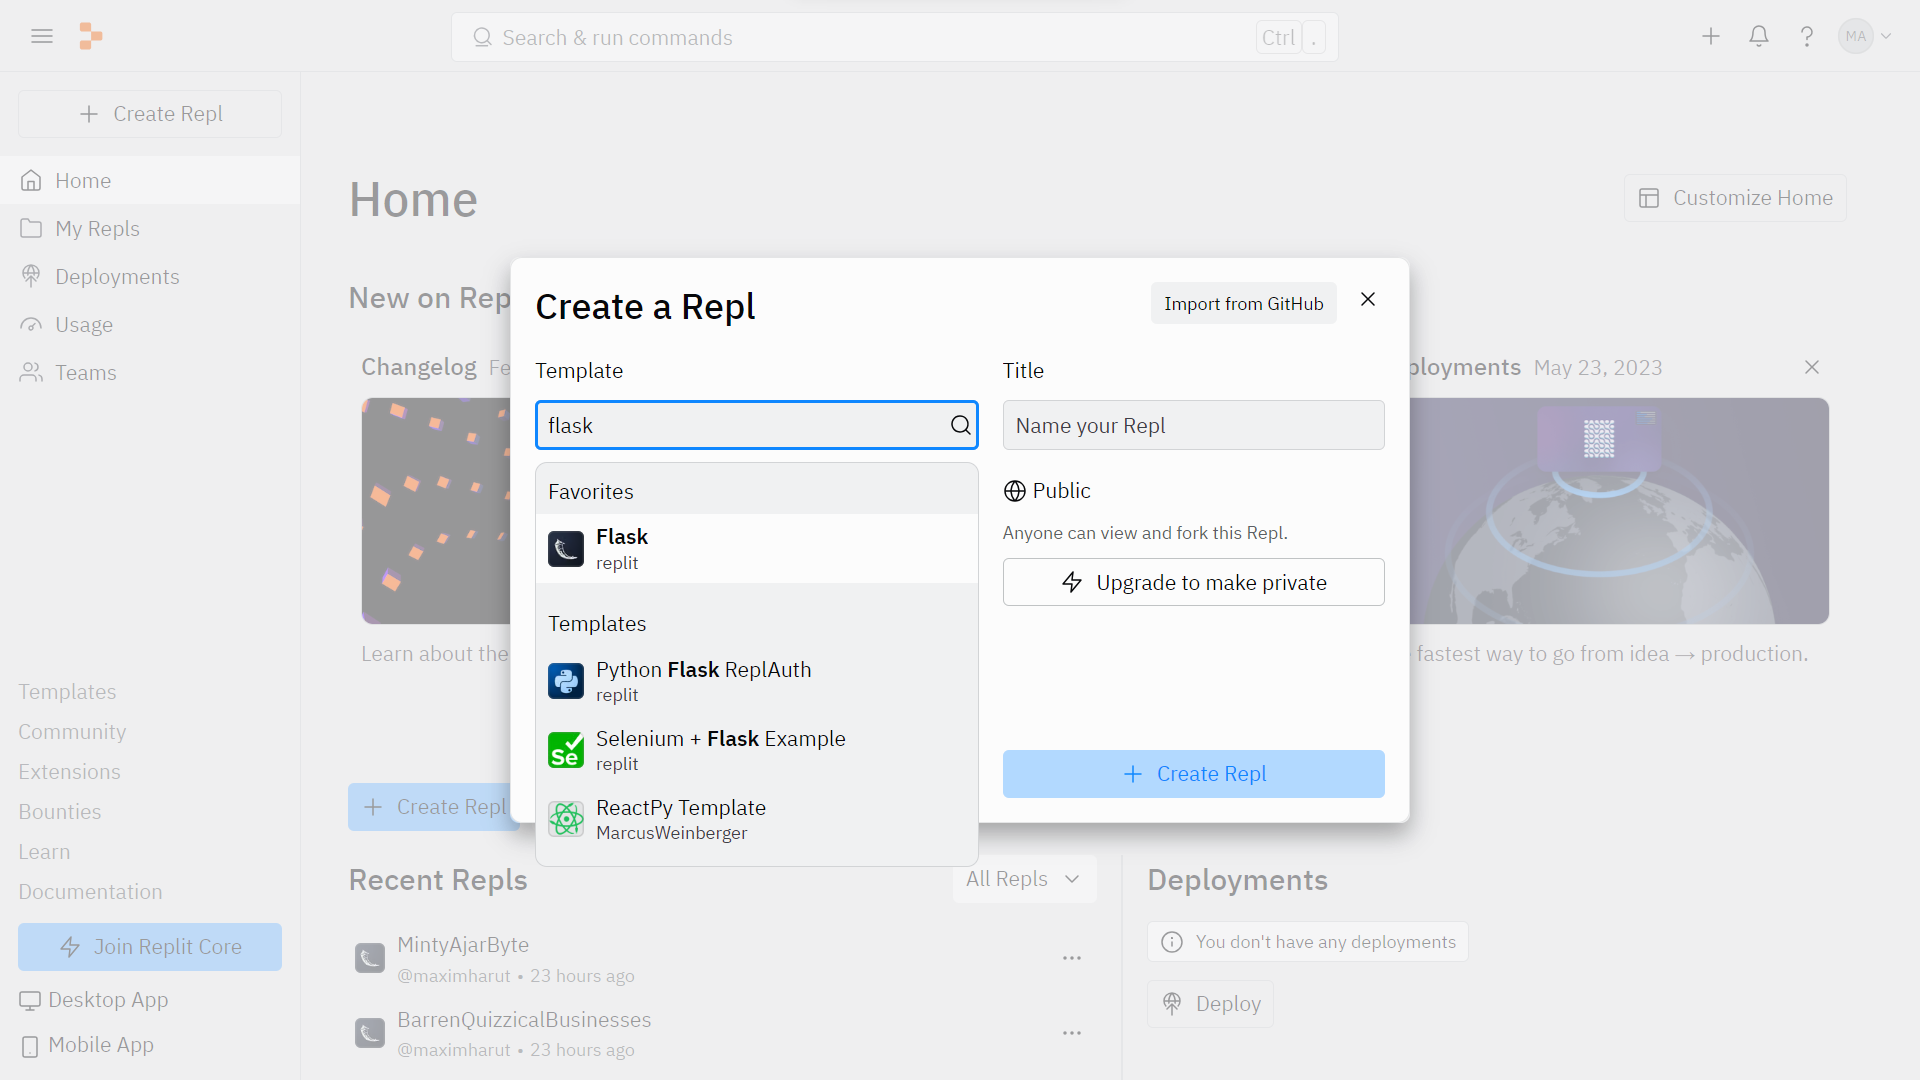 Search & run commands
Ctrl .
MA
Create Repl
Home
My Repls
Deployments
Usage
Teams
Templates
Community
Extensions
Bounties
Learn
Documentation
Join Replit Core
Desktop App
Mobile App
Home
Customize Home
New on Rep
Changelog Fe
Learn about the
ployments May 23, 2023
fastest way to go from idea → production.
Create a Repl
Import from GitHub
Template
flask
Favorites
Flask
replit
Templates
Python Flask ReplAuth
replit
Selenium + Flask Example
replit
ReactPy Template
MarcusWeinberger
Title
Name your Repl
Public
Anyone can view and fork this Repl.
Upgrade to make private
Create Repl
Create Repl
Recent Repls
All Repls
MintyAjarByte
@maximharut • 23 hours ago
BarrenQuizzicalBusinesses
@maximharut • 23 hours ago
Deployments
You don't have any deployments
Deploy